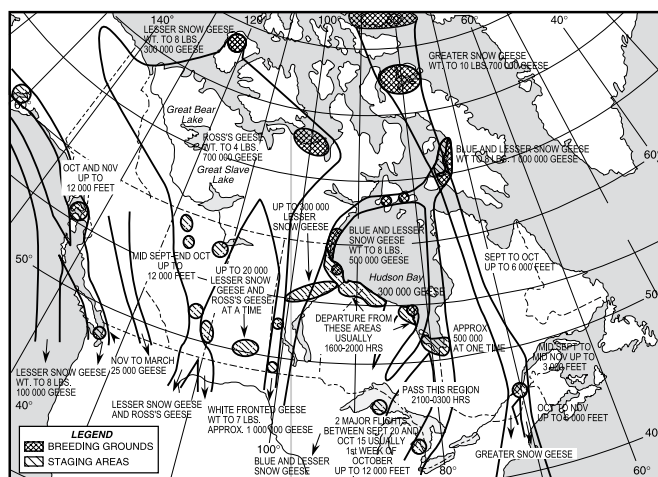 140°
120°
100°
80°
60°
40°
LESSER SNOW GEESE
WT. TO 8 LBS.
300 000 GEESE
GREATER SNOW GEESE
WT. TO 10 LBS.700 000 GEESE
60°
Great Bear
Lake
ROSS'S GEESE
WT. TO 4 LBS.
700 000 GEESE
Great Slave
Lake
BLUE AND LESSER SNOW GEESE
WT TO 8 LBS. 1 000 000 GEESE
60°
OCT AND NOV
UP TO
12 000 FEET
UP TO 300 000
LESSER
SNOW GEESE
BLUE AND LESSER
SNOW GEESE
WT TO 8 LBS.
500 000 GEESE
Hudson Bay
300 000 GEESE
SEPT TO OCT
UP TO 6 000 FEET
50°
MID SEPT-END OCT
UP TO
12 000 FEET
UP TO 20 000
LESSER SNOW
GEESE AND
ROSS'S GEESE
AT A TIME
50°
DEPARTURE FROM
THESE AREAS
USUALLY
1600-2000 HRS
APPROX
500 000
AT ONE TIME
NOV TO MARCH
25 000 GEESE
MID SEPT TO
MID NOV UP TO
3 000 FEET
LESSER SNOW GEESE
WT. TO 8 LBS.
100 000 GEESE
40°
LESSER SNOW GEESE
AND ROSS'S GEESE
WHITE FRONTED GEESE
WT TO 7 LBS.
APPROX. 1 000 000 GEESE
PASS THIS REGION
2100-0300 HRS
OCT TO NOV
UP TO 6 000 FEET
40°
2 MAJOR FLIGHTS
BETWEEN SEPT 20 AND
OCT 15 USUALLY
1st WEEK OF
OCTOBER
UP TO 12 000 FEET
100°
BLUE AND LESSER
SNOW GEESE
80°
GREATER SNOW GEESE
60°
LEGEND
BREEDING GROUNDS
STAGING AREAS